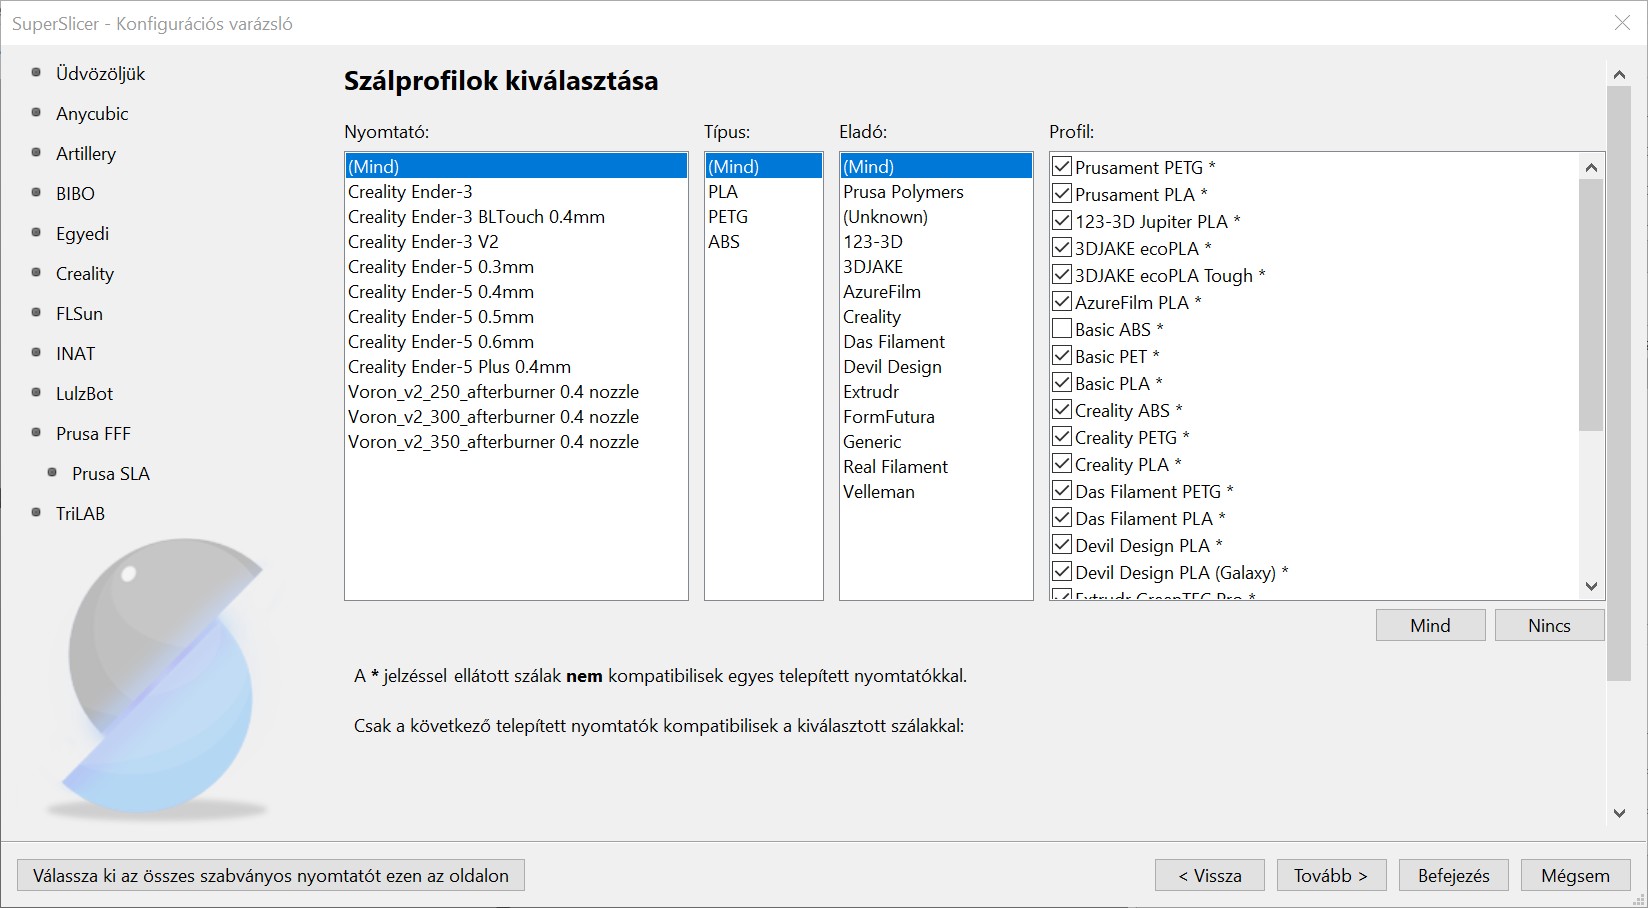 SuperSlicer - Konfigurációs varázsló
Üdvözöljük
Anycubic
Artillery
BIBO
Egyedi
Creality
FLSun
INAT
LulzBot
Prusa FFF
Prusa SLA
TriLAB
Szálprofilok kiválasztása
Nyomtató:
(Mind)
Creality Ender-3
Creality Ender-3 BLTouch 0.4mm
Creality Ender-3 V2
Creality Ender-5 0.3mm
Creality Ender-5 0.4mm
Creality Ender-5 0.5mm
Creality Ender-5 0.6mm
Creality Ender-5 Plus 0.4mm
Voron_v2_250_afterburner 0.4 nozzle
Voron_v2_300_afterburner 0.4 nozzle
Voron_v2_350_afterburner 0.4 nozzle
Típus:
(Mind)
PLA
PETG
ABS
Eladó:
(Mind)
Prusa Polymers
(Unknown)
123-3D
3DJAKE
AzureFilm
Creality
Das Filament
Devil Design
Extrudr
FormFutura
Generic
Real Filament
Velleman
Profil:
Prusament PETG *
Prusament PLA *
123-3D Jupiter PLA *
3DJAKE ecoPLA *
3DJAKE ecoPLA Tough *
AzureFilm PLA *
Basic ABS *
Basic PET *
Basic PLA *
Creality ABS *
Creality PETG *
Creality PLA *
Das Filament PETG *
Das Filament PLA *
Devil Design PLA *
Devil Design PLA (Galaxy) *
Extrudr GreenTEC Pro *
Mind
Nincs
A * jelzéssel ellátott szálak nem kompatibilisek egyes telepített nyomtatókkal.
Csak a következő telepített nyomtatók kompatibilisek a kiválasztott szálakkal:
Válassza ki az összes szabványos nyomtatót ezen az oldalon
< Vissza
Tovább >
Befejezés
Mégsem